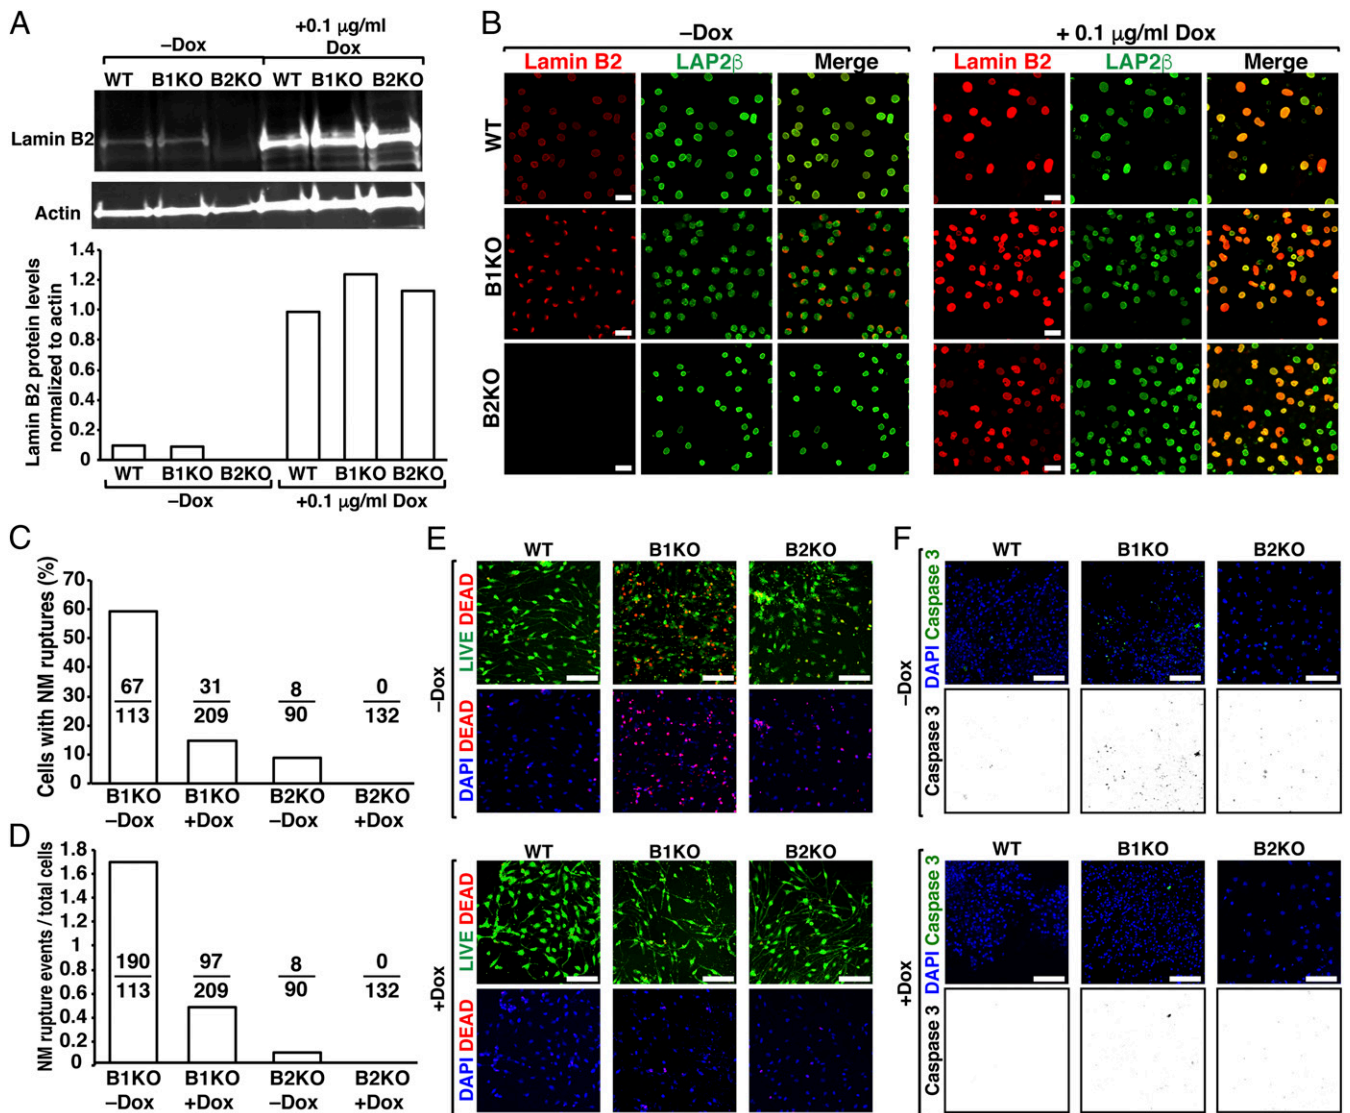 A
+0.1 µg/ml
–Dox Dox
WT B1KO B2KO WT B1KO B2KO
Lamin B2
Actin
Lamin B2 protein levels
normalized to actin
1.4
1.2
1.0
0.8
0.6
0.4
0.2
0
WT B1KO B2KO WT B1KO B2KO
–Dox +0.1 µg/ml Dox
B
–Dox + 0.1 µg/ml Dox
Lamin B2 LAP2β Merge Lamin B2 LAP2β Merge
WT
B1KO
B2KO
C
Cells with NM ruptures (%)
70
60
50
40
30
20
10
0
67 31 8 0
113 209 90 132
B1KO B1KO B2KO B2KO
–Dox +Dox –Dox +Dox
D
NM rupture events / total cells
1.8
1.6
1.4
1.2
1
0.8
0.6
0.4
0.2
0
190 97 8 0
113 209 90 132
B1KO B1KO B2KO B2KO
–Dox +Dox –Dox +Dox
E
WT B1KO B2KO
–Dox
LIVE DEAD
DAPI DEAD
WT B1KO B2KO
+Dox
LIVE DEAD
DAPI DEAD
F
WT B1KO B2KO
–Dox
DAPI Caspase 3
Caspase 3
WT B1KO B2KO
+Dox
DAPI Caspase 3
Caspase 3